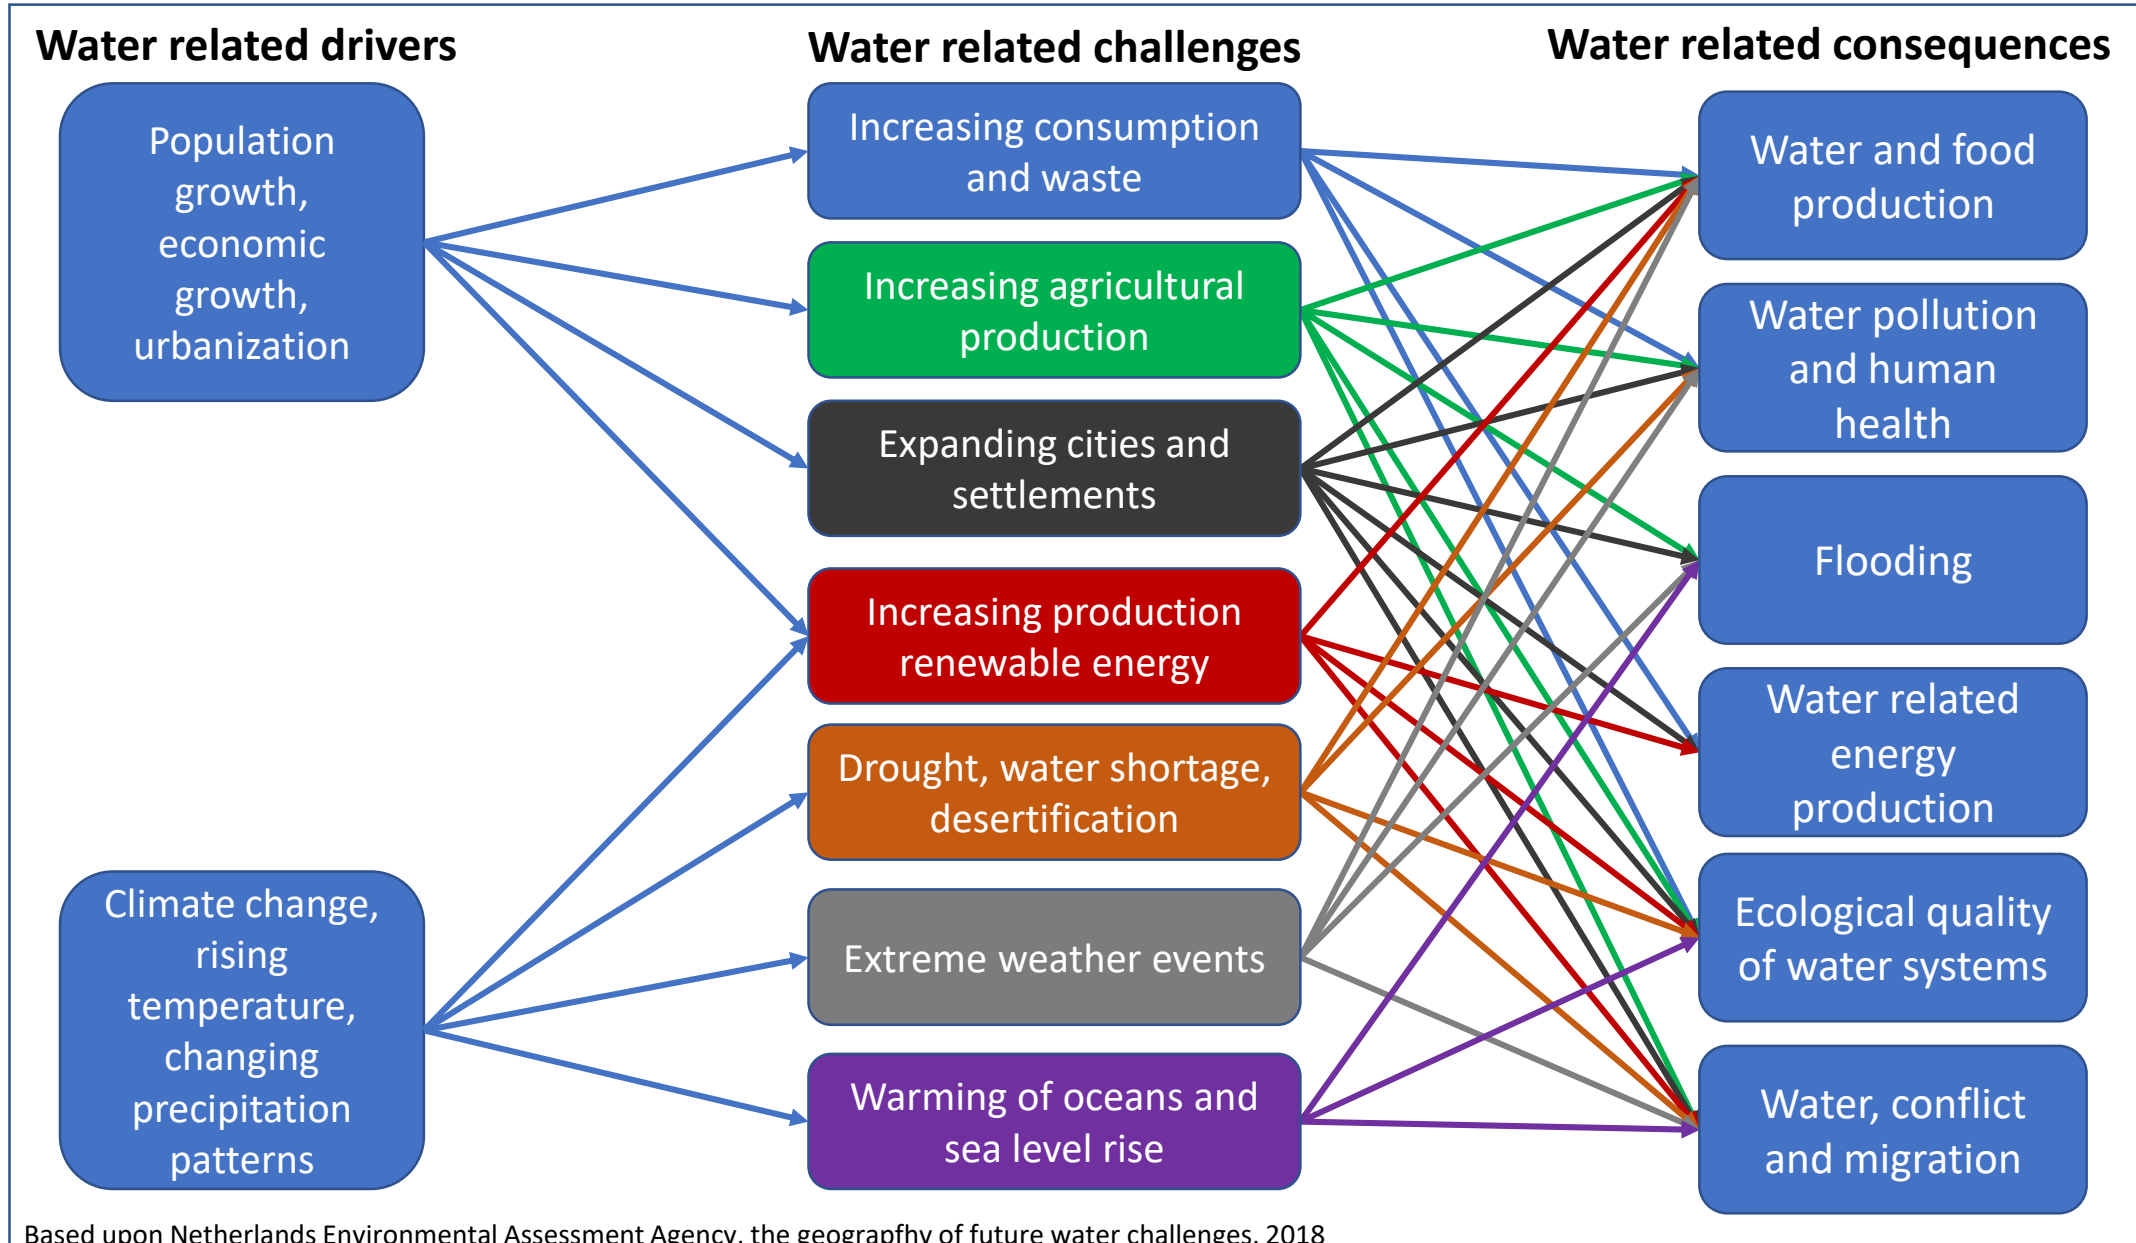 Water related drivers
Water related challenges
Water related consequences
Population
growth,
economic
growth,
urbanization
Climate change,
rising
temperature,
changing
precipitation
patterns
Increasing consumption
and waste
Increasing agricultural
production
Expanding cities and
settlements
Increasing production
renewable energy
Drought, water shortage,
desertification
Extreme weather events
Warming of oceans and
sea level rise
Water and food
production
Water pollution
and human
health
Flooding
Water related
energy
production
Ecological quality
of water systems
Water, conflict
and migration
Based upon Netherlands Environmental Assessment Agency, the geograpfhy of future water challenges, 2018